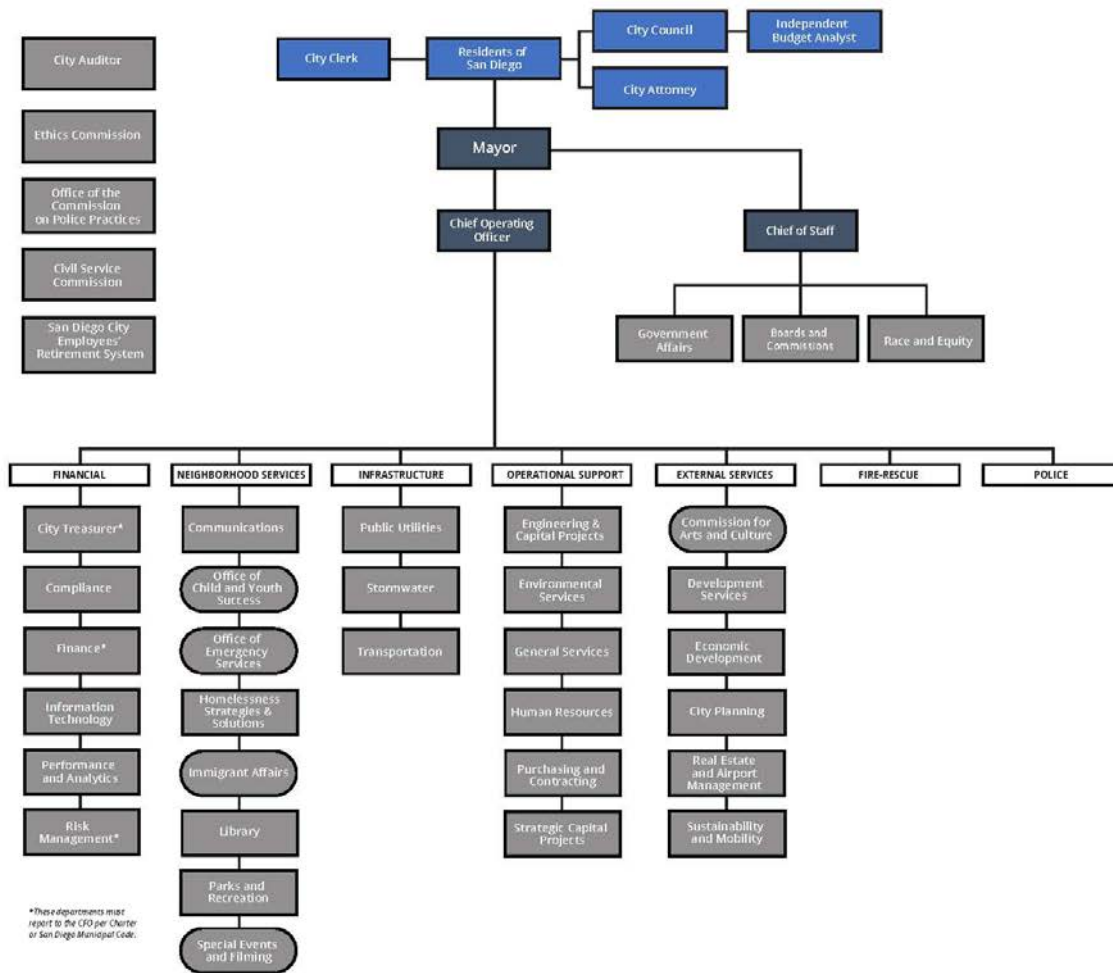 City Auditor
Ethics Commission
Office of the
Commission
on Police Practices
Civil Service
Commission
San Diego City
Employees'
Retirement System
City Clerk
Residents of
San Diego
City Council
Independent
Budget Analyst
City Attorney
Mayor
Chief Operating
Officer
Chief of Staff
Government
Affairs
Boards and
Commissions
Race and Equity
FINANCIAL
City Treasurer*
Compliance
Finance*
Information
Technology
Performance
and Analytics
Risk
Management*
NEIGHBORHOOD SERVICES
Communications
Office of
Child and Youth
Success
Office of
Emergency
Services
Homelessness
Strategies &
Solutions
Immigrant Affairs
Library
Parks and
Recreation
Special Events
and Filming
INFRASTRUCTURE
Public Utilities
Stormwater
Transportation
OPERATIONAL SUPPORT
Engineering &
Capital Projects
Environmental
Services
General Services
Human Resources
Purchasing and
Contracting
Strategic Capital
Projects
EXTERNAL SERVICES
Commission for
Arts and Culture
Development
Services
Economic
Development
City Planning
Real Estate
and Airport
Management
Sustainability
and Mobility
FIRE-RESCUE
POLICE
*These departments must
report to the CFO per Charter
or San Diego Municipal Code.